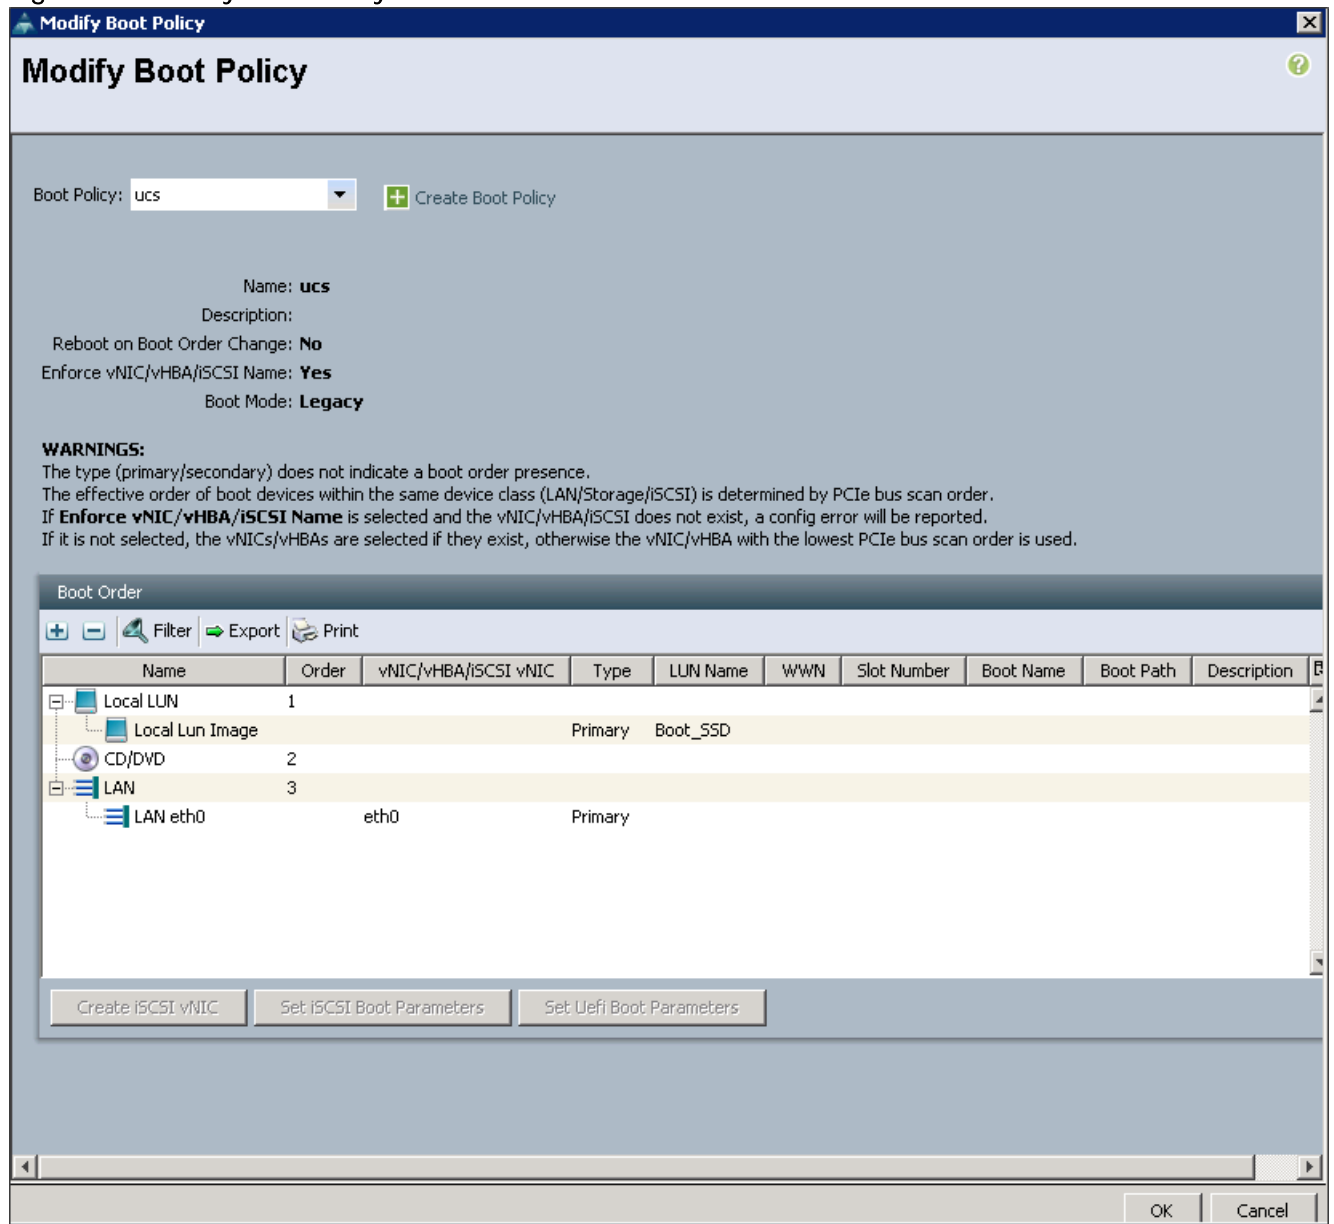 Modify Boot Policy
Modify Boot Policy
Boot Policy: ucs
Create Boot Policy
Name: ucs
Description:
Reboot on Boot Order Change: No
Enforce vNIC/vHBA/iSCSI Name: Yes
Boot Mode: Legacy
WARNINGS:
The type (primary/secondary) does not indicate a boot order presence.
The effective order of boot devices within the same device class (LAN/Storage/iSCSI) is determined by PCIe bus scan order.
If Enforce vNIC/vHBA/iSCSI Name is selected and the vNIC/vHBA/iSCSI does not exist, a config error will be reported.
If it is not selected, the vNICs/vHBAs are selected if they exist, otherwise the vNIC/vHBA with the lowest PCIe bus scan order is used.
Boot Order
Filter Export Print
Name Order vNIC/vHBA/iSCSI vNIC Type LUN Name WWN Slot Number Boot Name Boot Path Description
Local LUN 1
Local Lun Image Primary Boot_SSD
CD/DVD 2
LAN 3
LAN eth0 eth0 Primary
Create iSCSI vNIC Set iSCSI Boot Parameters Set Uefi Boot Parameters
OK Cancel